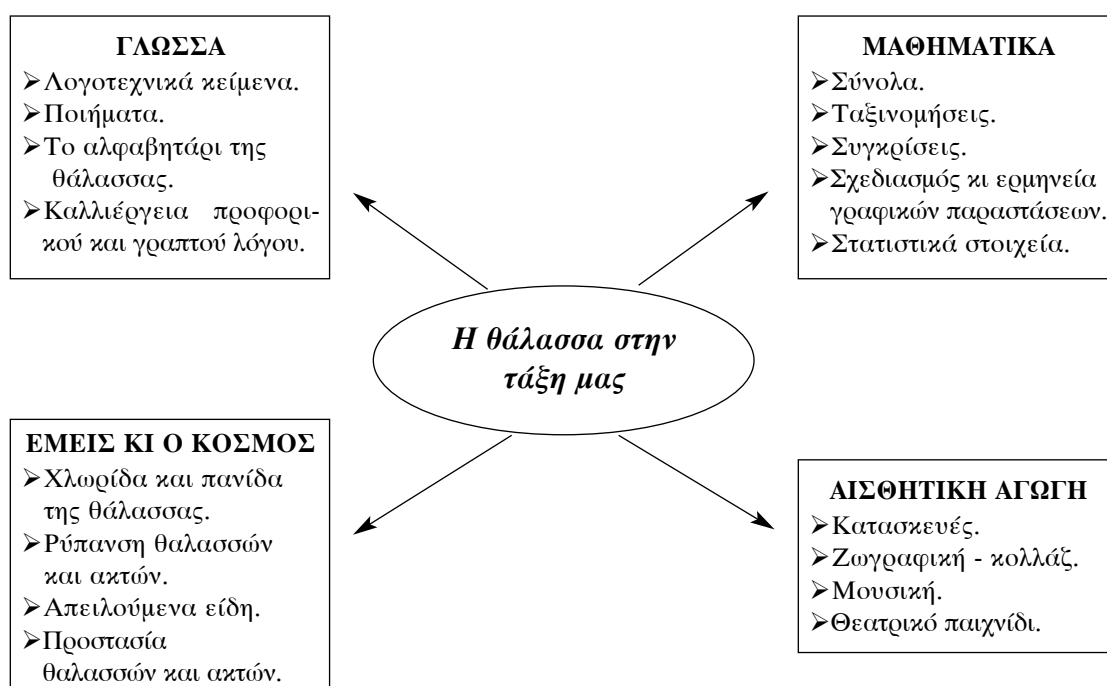 ΓΛΩΣΣΑ
➢Λογοτεχνικά κείμενα.
➢Ποιήματα.
➢Το αλφαβητάρι της
θάλασσας.
➢Καλλιέργεια προφορι-
κού και γραπτού λόγου.
ΜΑΘΗΜΑΤΙΚΑ
➢Σύνολα.
➢Ταξινομήσεις.
➢Συγκρίσεις.
➢Σχεδιασμός κι ερμηνεία
γραφικών παραστάσεων.
➢Στατιστικά στοιχεία.
Η θάλασσα στην
τάξη μας
ΕΜΕΙΣ ΚΙ Ο ΚΟΣΜΟΣ
➢Χλωρίδα και πανίδα
της θάλασσας.
➢Ρύπανση θαλασσών
και ακτών.
➢Απειλούμενα είδη.
➢Προστασία
θαλασσών και ακτών.
ΑΙΣΘΗΤΙΚΗ ΑΓΩΓΗ
➢Κατασκευές.
➢Ζωγραφική - κολλάζ.
➢Μουσική.
➢Θεατρικό παιχνίδι.